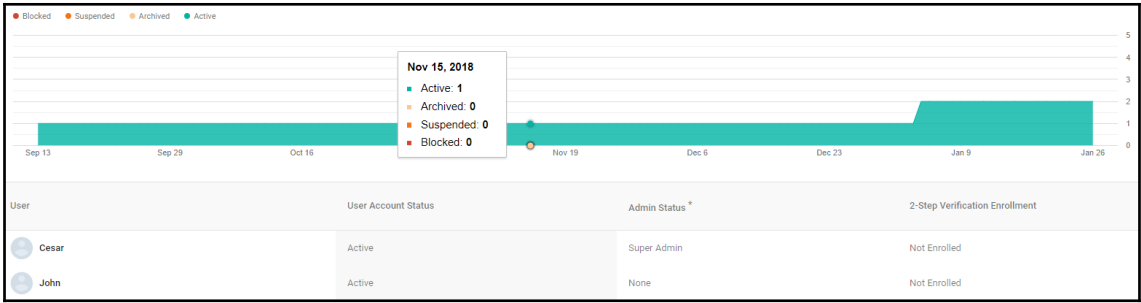 Blocked Suspended Archived Active
5
4
3
2
1
0
Nov 15, 2018
Active: 1
Archived: 0
Suspended: 0
Blocked: 0
Sep 13 Sep 29 Oct 16 Nov 19 Dec 6 Dec 23 Jan 9 Jan 26
User User Account Status Admin Status * 2-Step Verification Enrollment
Cesar Active Super Admin Not Enrolled
John Active None Not Enrolled